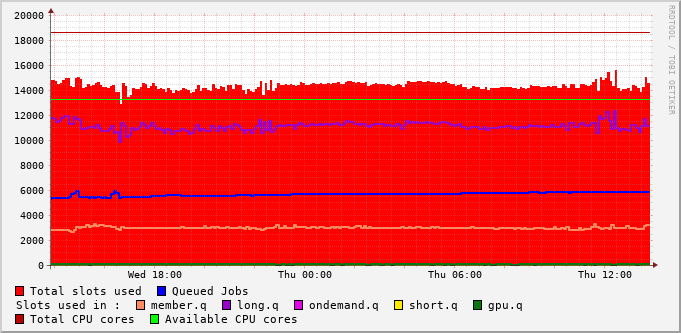 20000
18000
16000
14000
12000
10000
8000
6000
4000
2000
0
Wed 18:00 Thu 00:00 Thu 06:00 Thu 12:00
RRDTOOL / TOBI OETIKER
Total slots used Queued Jobs
Slots used in : member.q long.q ondemand.q short.q gpu.q
Total CPU cores Available CPU cores